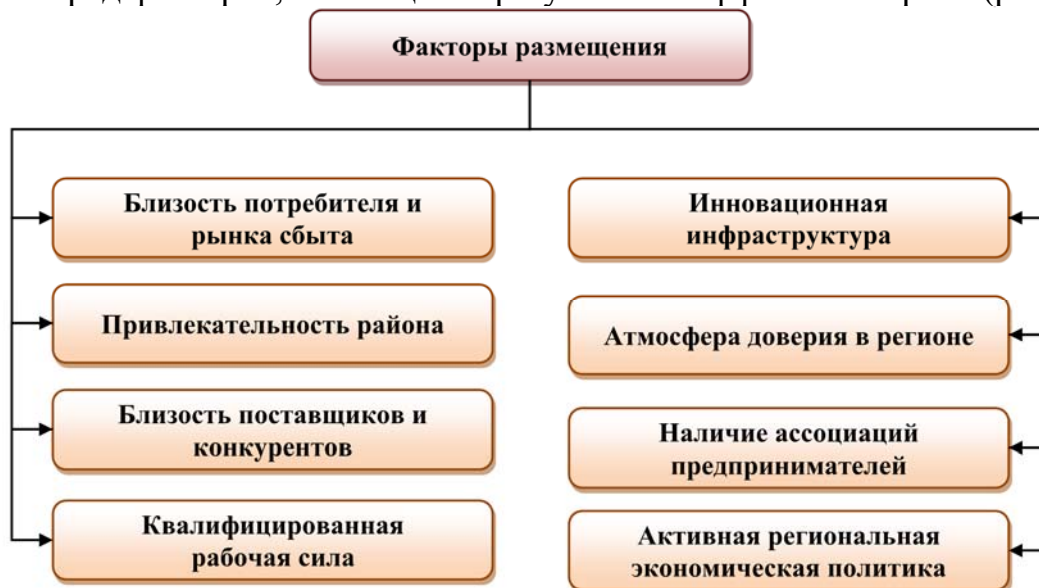 Факторы размещения
Близость потребителя и
рынка сбыта
Привлекательность района
Близость поставщиков и
конкурентов
Квалифицированная
рабочая сила
Инновационная
инфраструктура
Атмосфера доверия в регионе
Наличие ассоциаций
предпринимателей
Активная региональная
экономическая политика